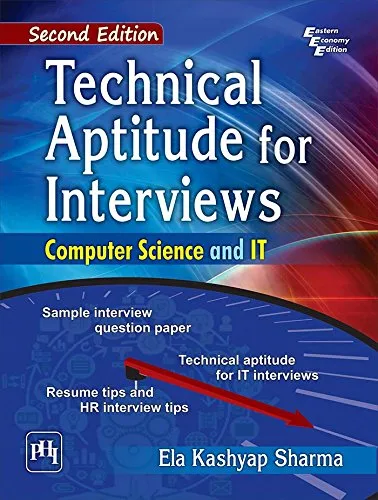 Second Edition
Eastern
Economy
Edition
Technical
Aptitude for
Interviews
Computer Science and IT
Sample interview
question paper
Technical aptitude
for IT interviews
Resume tips and
HR interview tips
PHI
Ela Kashyap Sharma